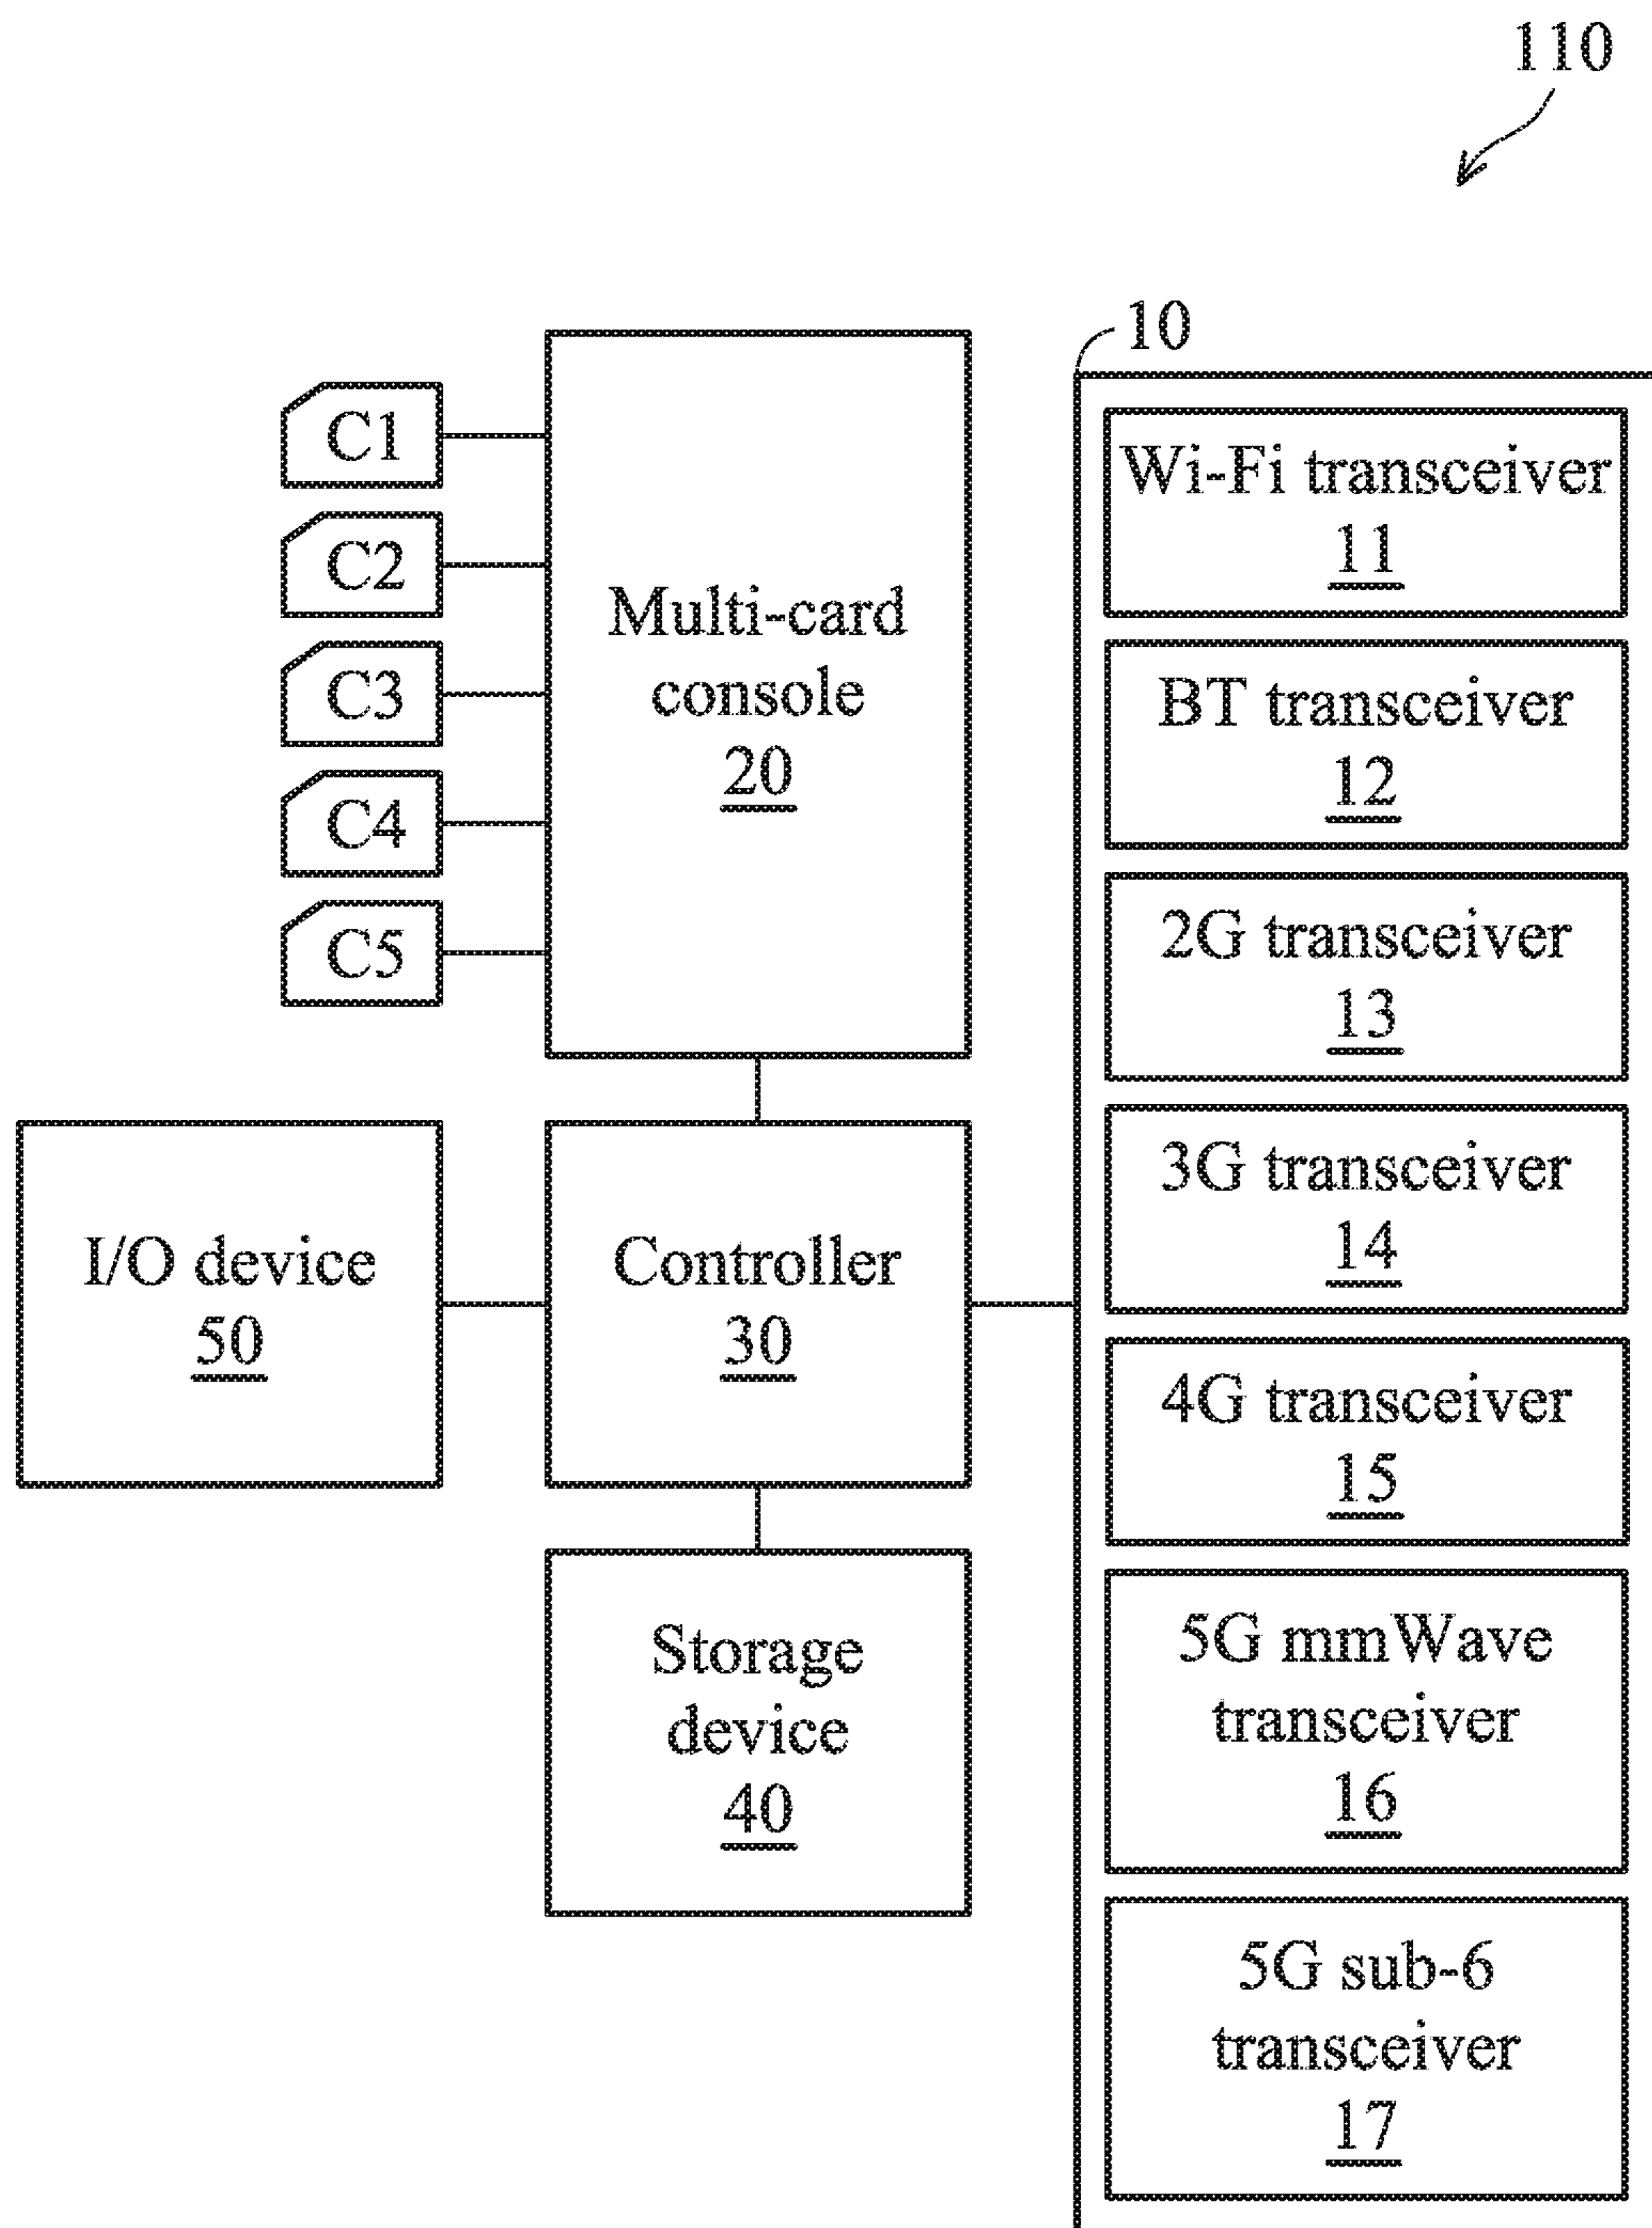 110
10
C1
C2
C3
C4
C5
Multi-card
console
20
I/O device
50
Controller
30
Storage
device
40
Wi-Fi transceiver
11
BT transceiver
12
2G transceiver
13
3G transceiver
14
4G transceiver
15
5G mmWave
transceiver
16
5G sub-6
transceiver
17